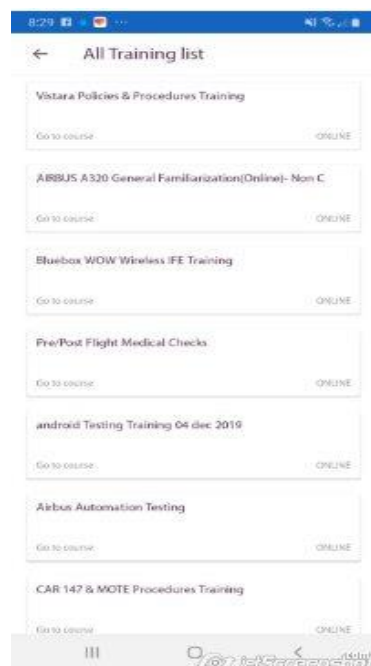 8:29
All Training list
Vistara Policies & Procedures Training
Go to course ONLINE
AIRBUS A320 General Familiarization(Online)- Non C
Go to course ONLINE
Bluebox WOW Wireless IFE Training
Go to course ONLINE
Pre/Post Flight Medical Checks
Go to course ONLINE
android Testing Training 04 dec 2019
Go to course ONLINE
Airbus Automation Testing
Go to course ONLINE
CAR 147 & MOTE Procedures Training
Go to course ONLINE